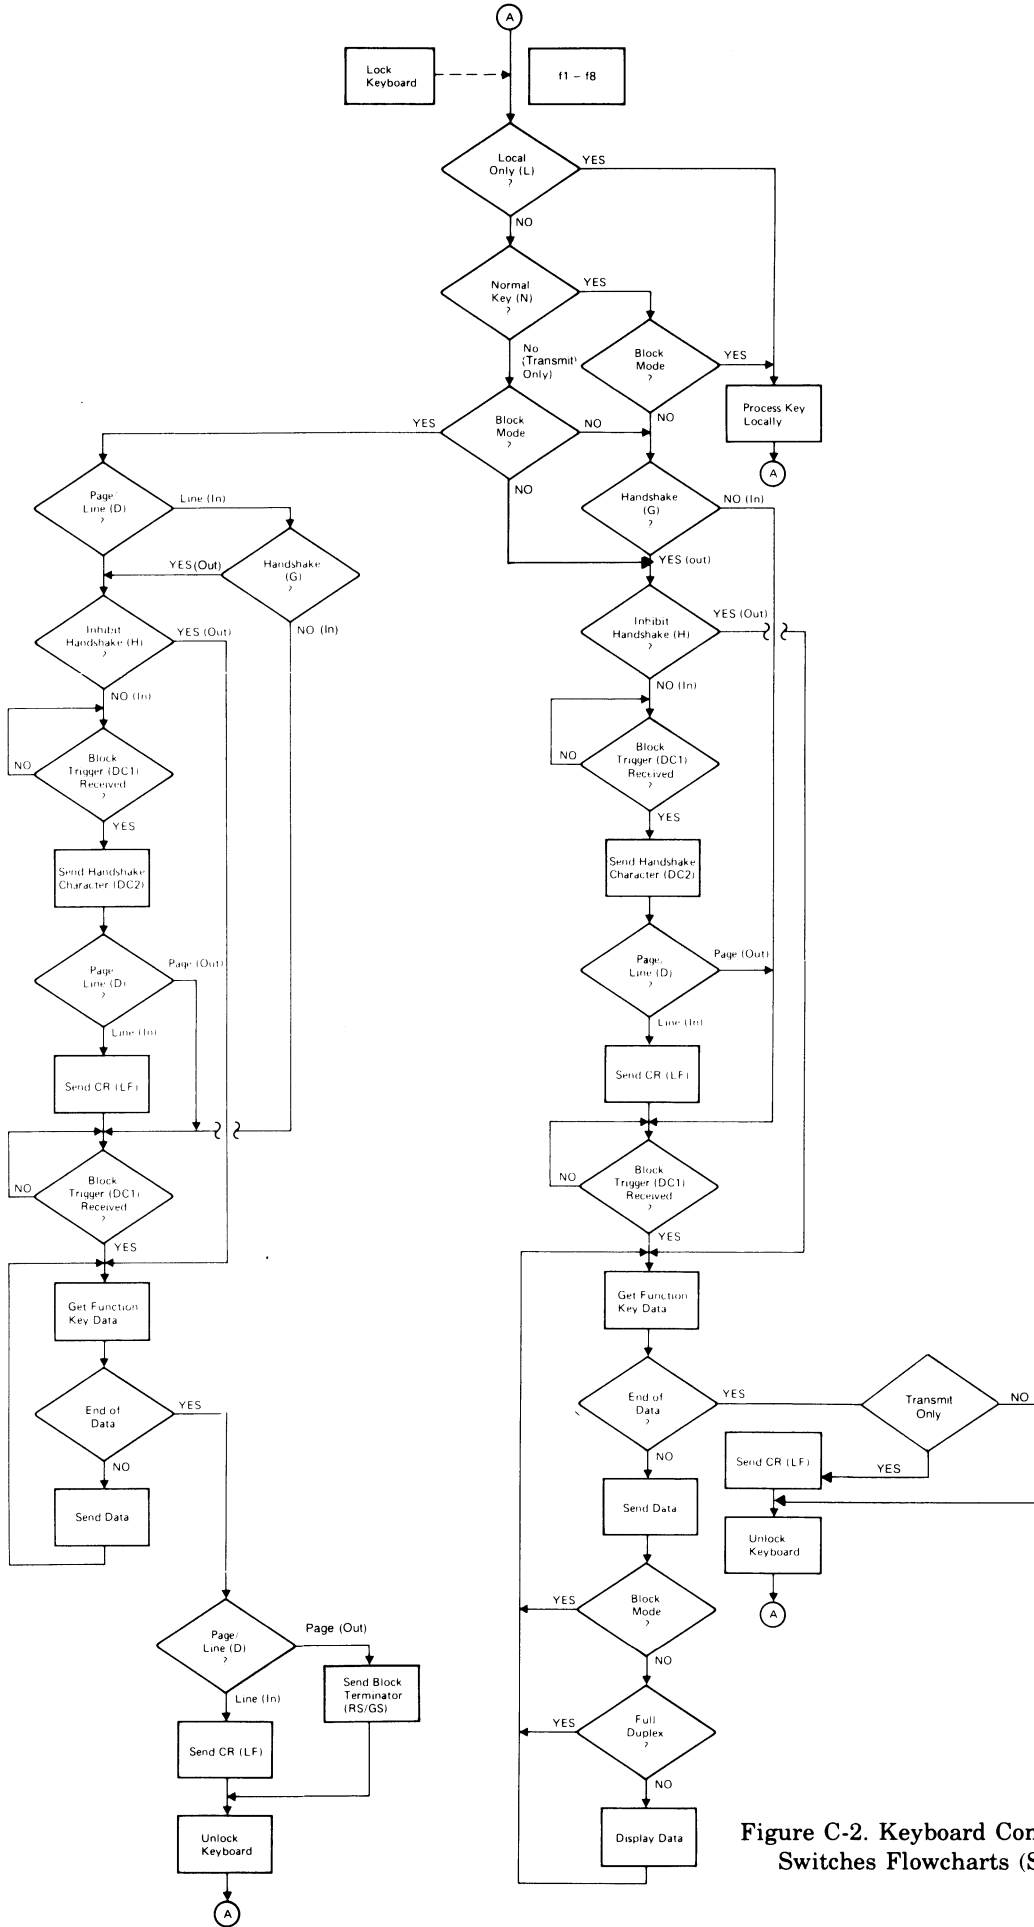 A
Lock
Keyboard
f1 – f8
Local
Only (L)
?
YES
NO
Normal
Key (N)
?
YES
No
(Transmit
Only)
Block
Mode
?
YES
NO
Process Key
Locally
A
Block
Mode
?
YES
NO
NO
Page/
Line (D)
?
Line (In)
Handshake
(G)
?
YES (Out)
NO (In)
Inhibit
Handshake (H)
?
YES (Out)
NO (In)
Block
Trigger (DC1)
Received
?
NO
YES
Send Handshake
Character (DC2)
Page
Line (D)
?
Page (Out)
Line (In)
Send CR (LF)
Block
Trigger (DC1)
Received
?
NO
YES
Get Function
Key Data
End of
Data
YES
NO
Send Data
Page/
Line (D)
?
Page (Out)
Line (In)
Send Block
Terminator
(RS/GS)
Send CR (LF)
Unlock
Keyboard
A
Handshake
(G)
?
NO (In)
YES (out)
Inhibit
Handshake (H)
?
YES (Out)
NO (In)
Block
Trigger (DC1)
Received
?
NO
YES
Send Handshake
Character (DC2)
Page/
Line (D)
?
Page (Out)
Line (In)
Send CR (LF)
Block
Trigger (DC1)
Received
?
NO
YES
Get Function
Key Data
End of
Data
?
YES
NO
Transmit
Only
NO
YES
Send CR (LF)
Unlock
Keyboard
A
Send Data
Block
Mode
?
YES
NO
Full
Duplex
?
YES
NO
Display Data
Figure C-2. Keyboard Con
Switches Flowcharts (S